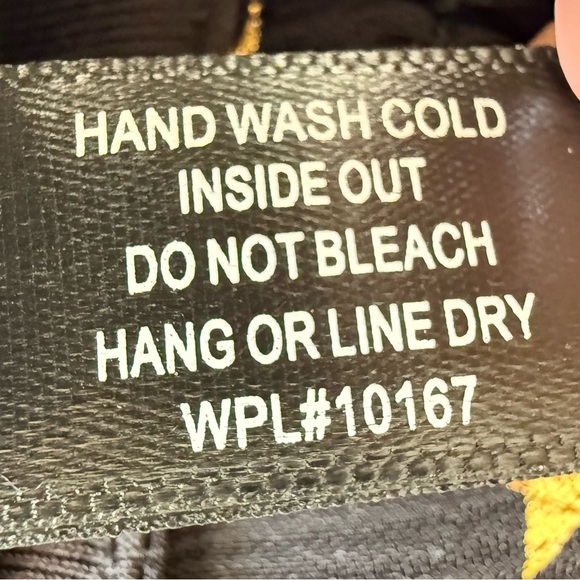 HAND WASH COLD
INSIDE OUT
DO NOT BLEACH
HANG OR LINE DRY
WPL#10167